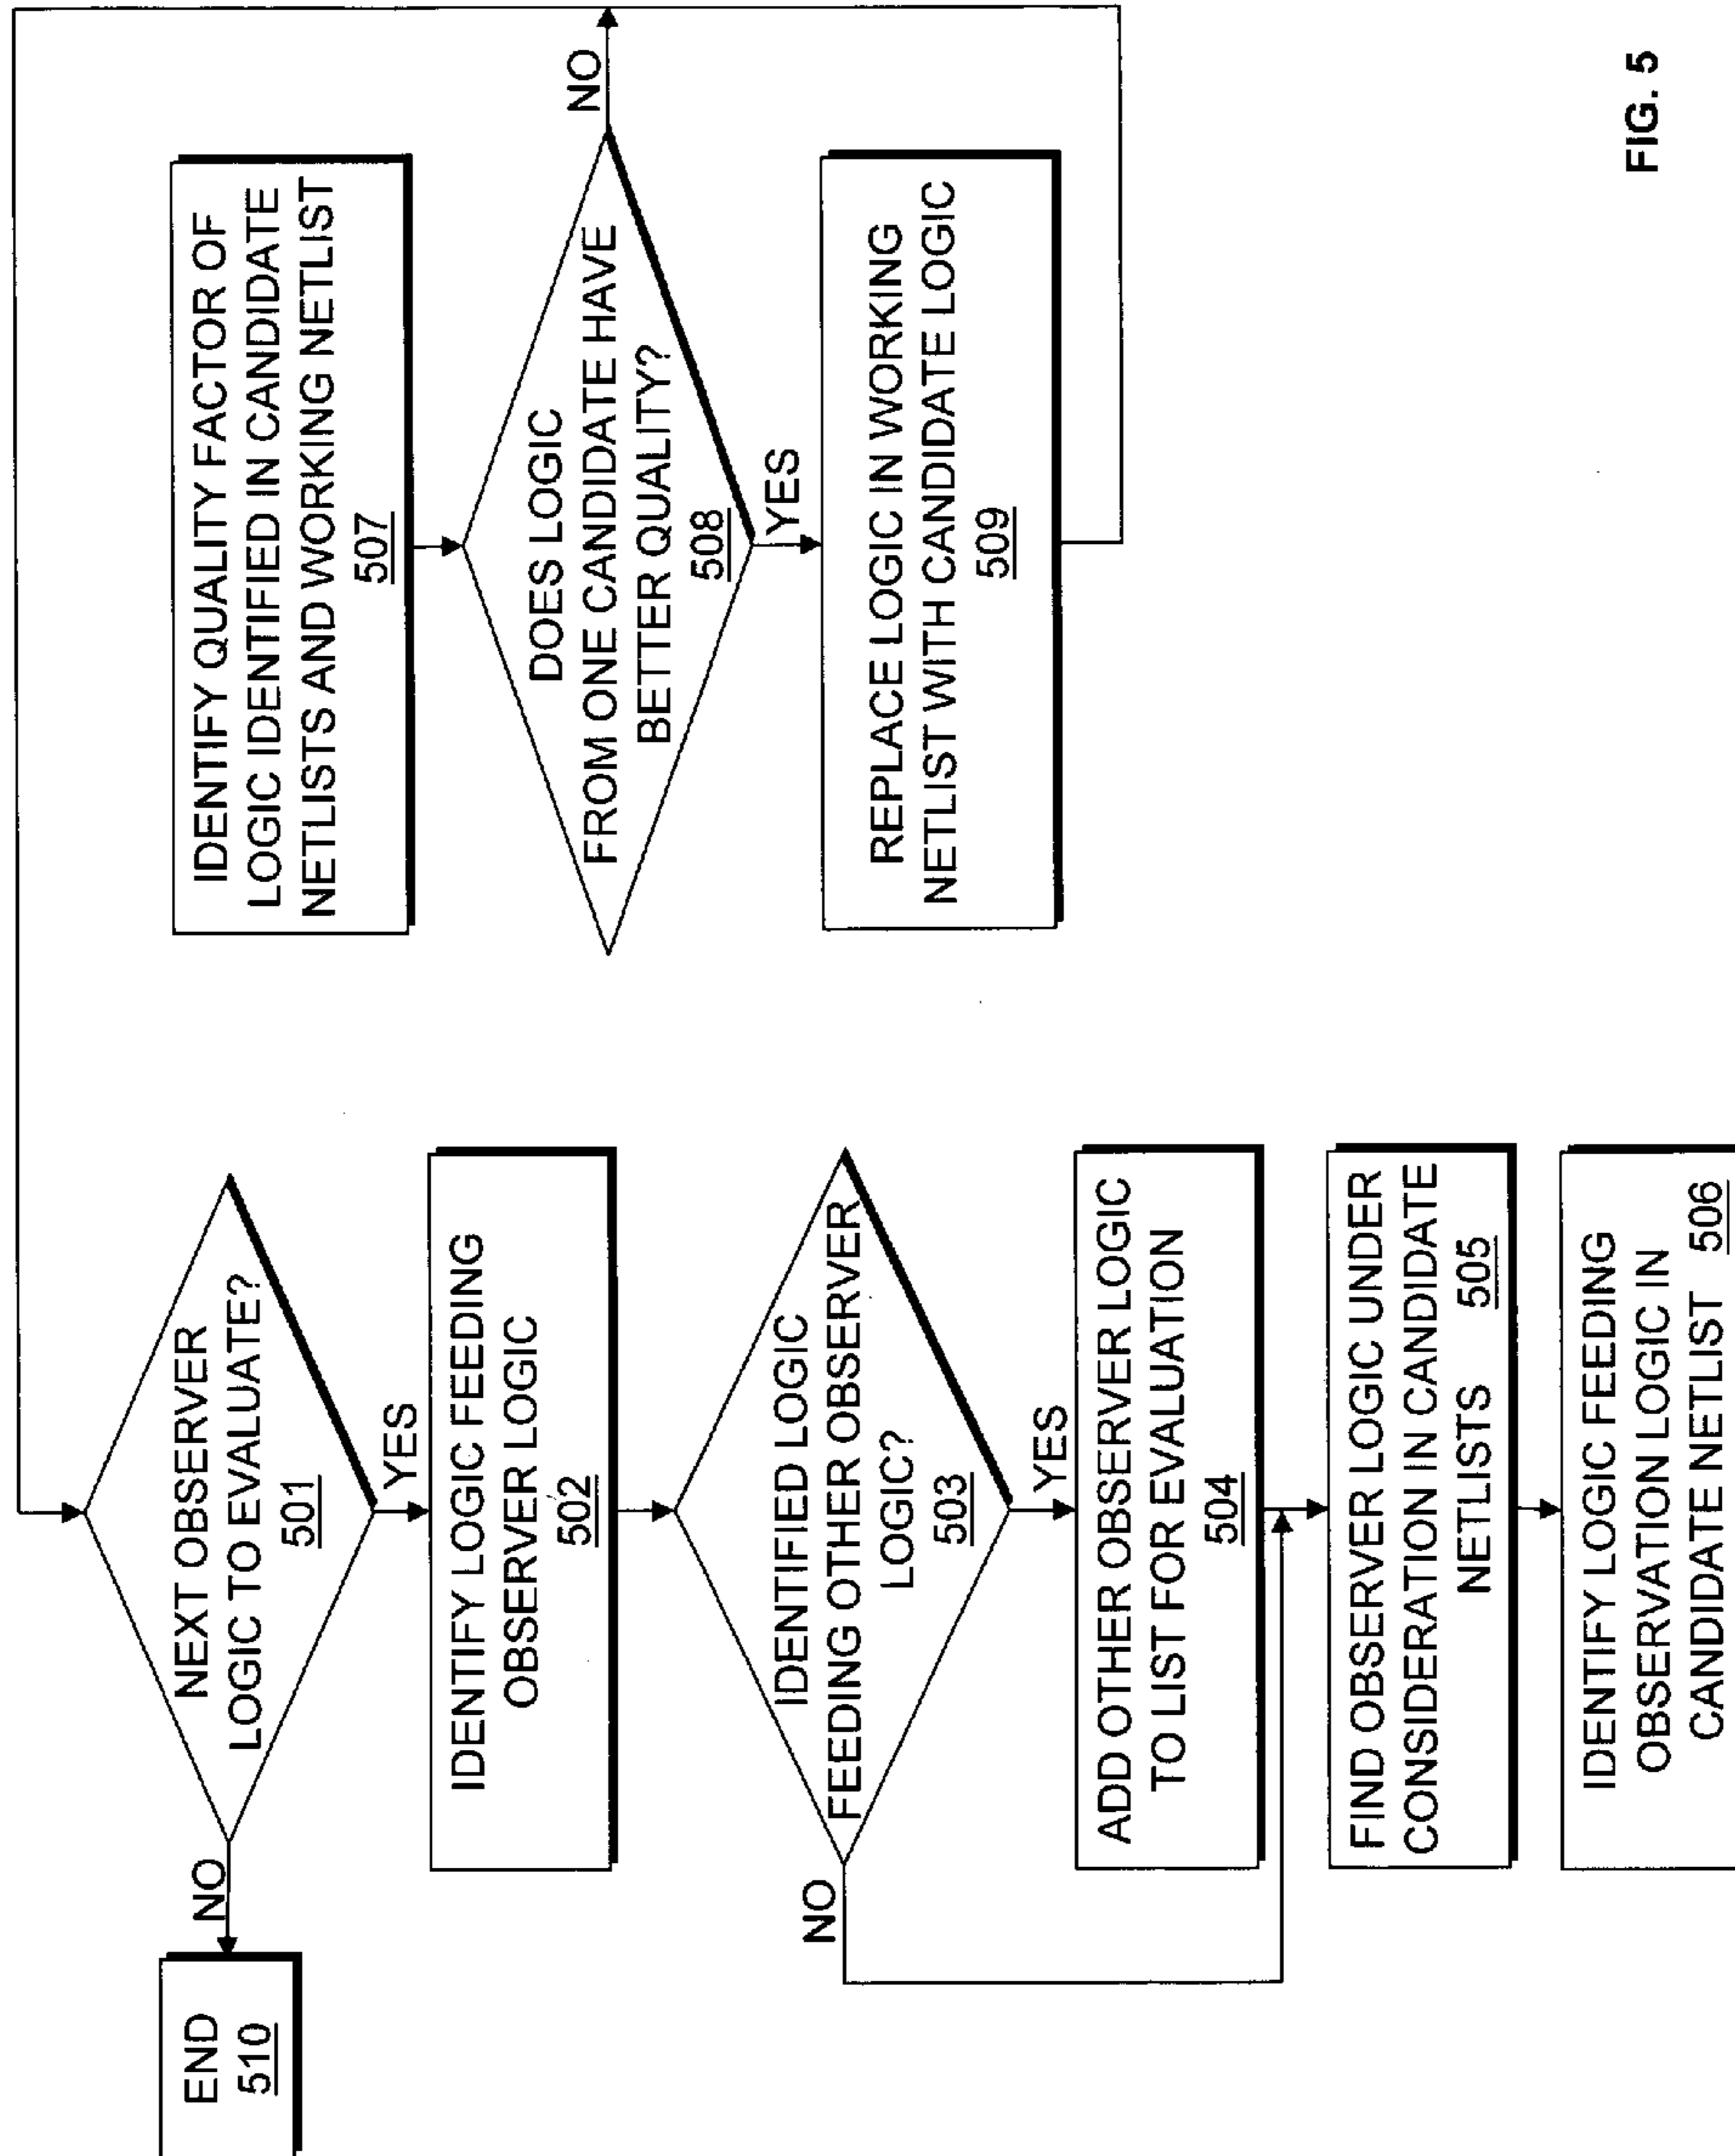 NEXT OBSERVER
LOGIC TO EVALUATE?
501
NO
END
510
YES
IDENTIFY LOGIC FEEDING
OBSERVER LOGIC
502
IDENTIFIED LOGIC
FEEDING OTHER OBSERVER
LOGIC?
503
NO
YES
ADD OTHER OBSERVER LOGIC
TO LIST FOR EVALUATION
504
FIND OBSERVER LOGIC UNDER
CONSIDERATION IN CANDIDATE
NETLISTS 505
IDENTIFY LOGIC FEEDING
OBSERVATION LOGIC IN
CANDIDATE NETLIST 506
IDENTIFY QUALITY FACTOR OF
LOGIC IDENTIFIED IN CANDIDATE
NETLISTS AND WORKING NETLIST
507
DOES LOGIC
FROM ONE CANDIDATE HAVE
BETTER QUALITY?
508
NO
YES
REPLACE LOGIC IN WORKING
NETLIST WITH CANDIDATE LOGIC
509
FIG. 5